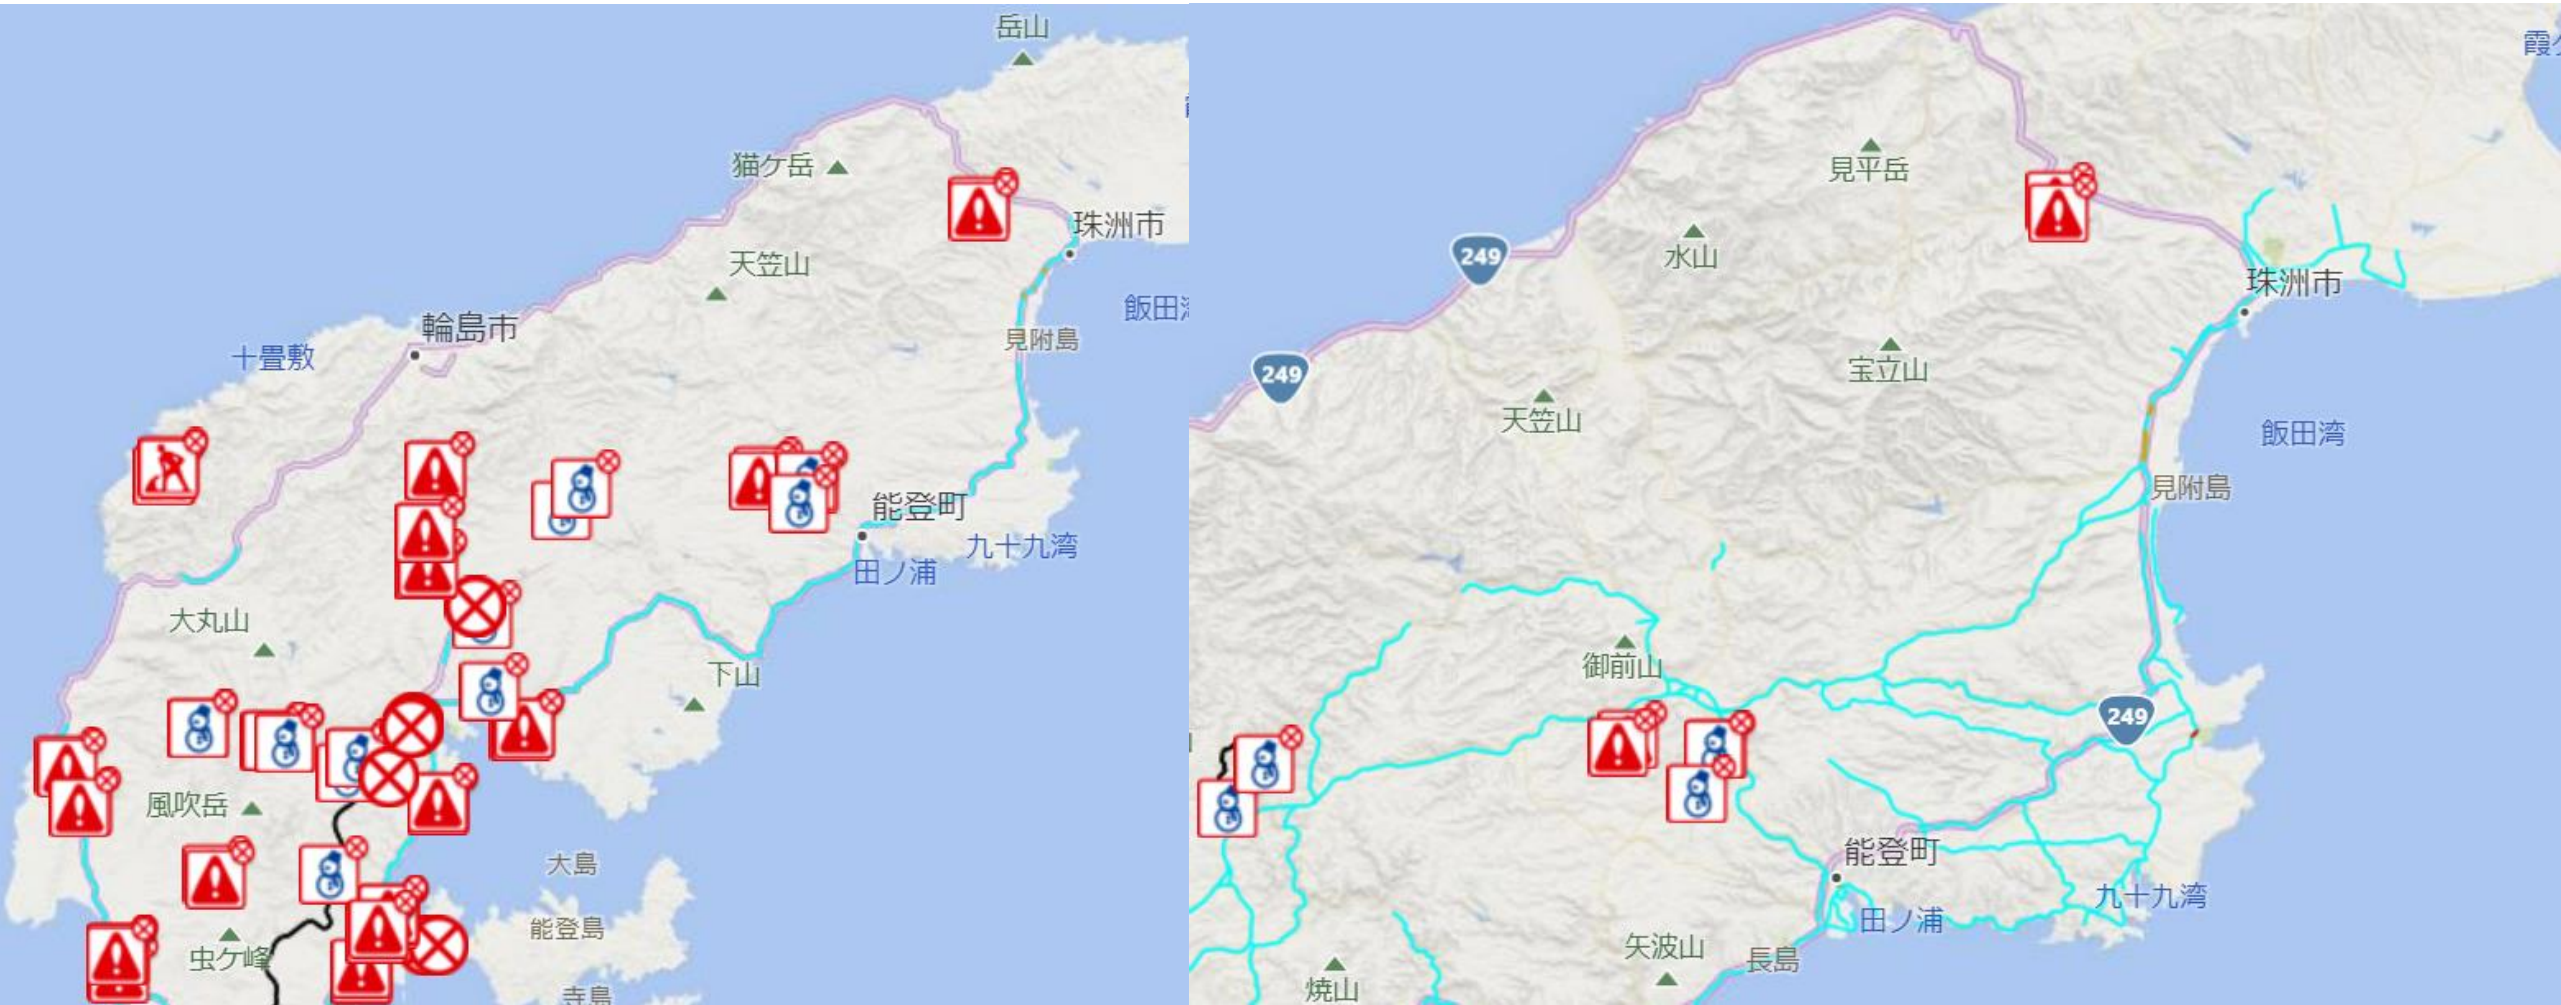 岳山
猫ケ岳
珠洲市
天笠山
飯田
輪島市
十畳敷
見附島
能登町
九十九湾
田ノ浦
大丸山
下山
風吹岳
大島
能登島
虫ケ峰
寺島
霞
見平岳
249
水山
珠洲市
249
宝立山
天笠山
飯田湾
見附島
御前山
249
能登町
九十九湾
田ノ浦
矢波山
長島
焼山